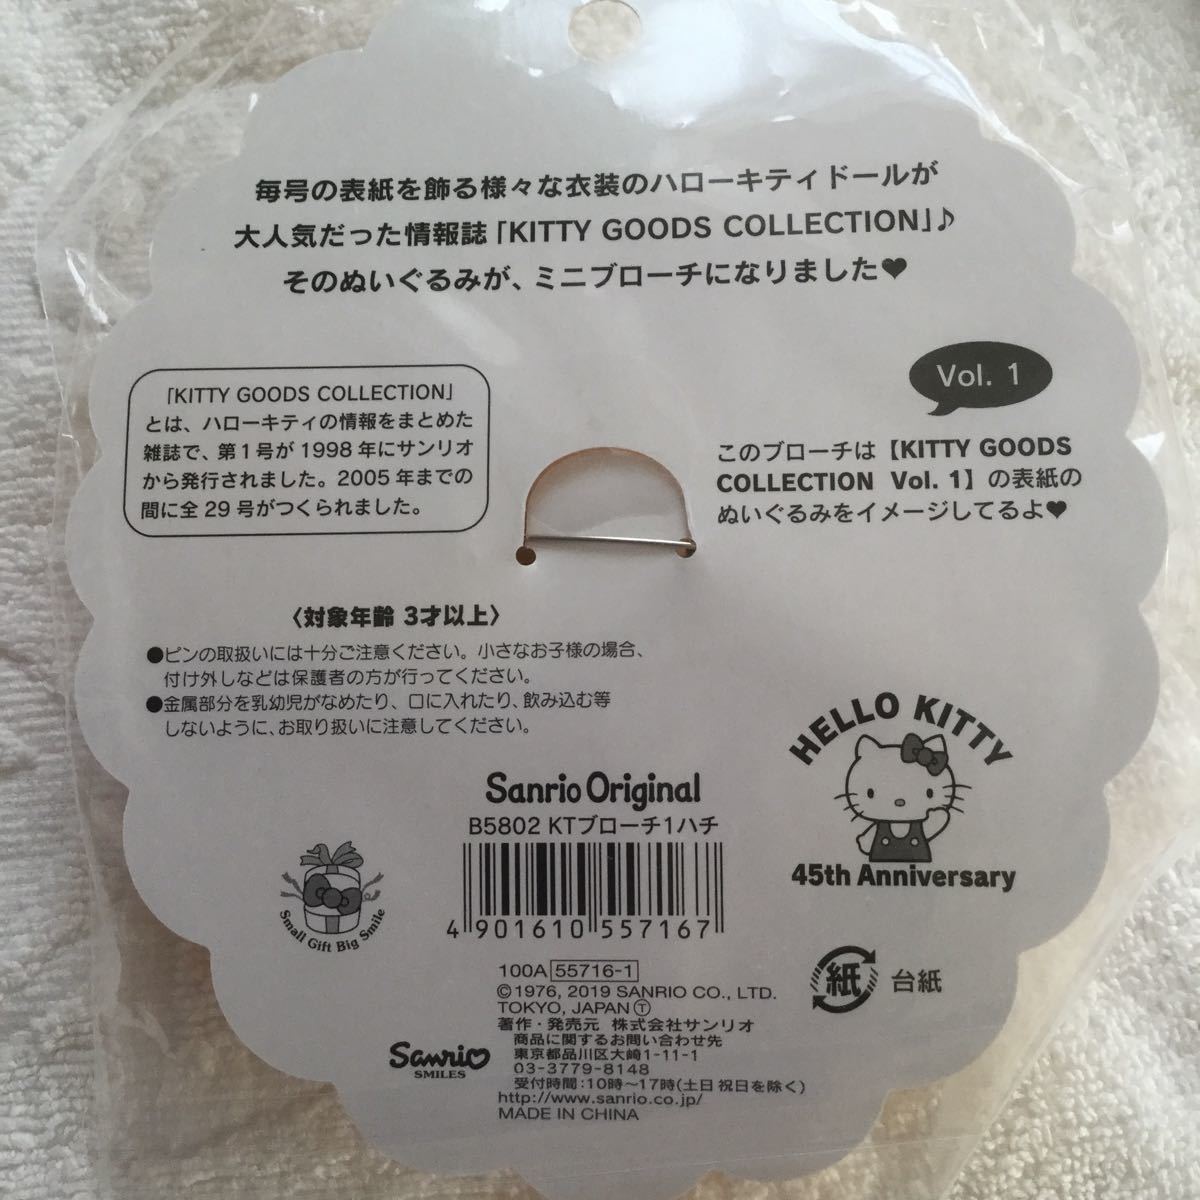 毎号の表紙を飾る様々な衣装のハローキティドールが
大人気だった情報誌「KITTY GOODS COLLECTION」♪
そのぬいぐるみが、ミニブローチになりました♥
「KITTY GOODS COLLECTION」
とは、ハローキティの情報をまとめた
雑誌で、第1号が1998年にサンリオ
から発行されました。2005年までの
間に全29号がつくられました。
Vol. 1
このブローチは【KITTY GOODS
COLLECTION Vol. 1】の表紙の
ぬいぐるみをイメージしてるよ♥
〈対象年齢 3才以上〉
●ピンの取扱いには十分ご注意ください。小さなお子様の場合、
付け外しなどは保護者の方が行ってください。
●金属部分を乳幼児がなめたり、口に入れたり、飲み込む等
しないように、お取り扱いに注意してください。
HELLO KITTY
45th Anniversary
Sanrio Original
B5802 KTブローチ1ハチ
4 901610 557167
Small Gift Big Smile
100A 55716-1
©1976, 2019 SANRIO CO., LTD.
TOKYO, JAPAN Ⓣ
著作・発売元 株式会社サンリオ
商品に関するお問い合わせ先
東京都品川区大崎1-11-1
03-3779-8148
受付時間:10時~17時(土日 祝日を除く)
http://www.sanrio.co.jp/
MADE IN CHINA
Sanrio
SMILES
紙 台紙